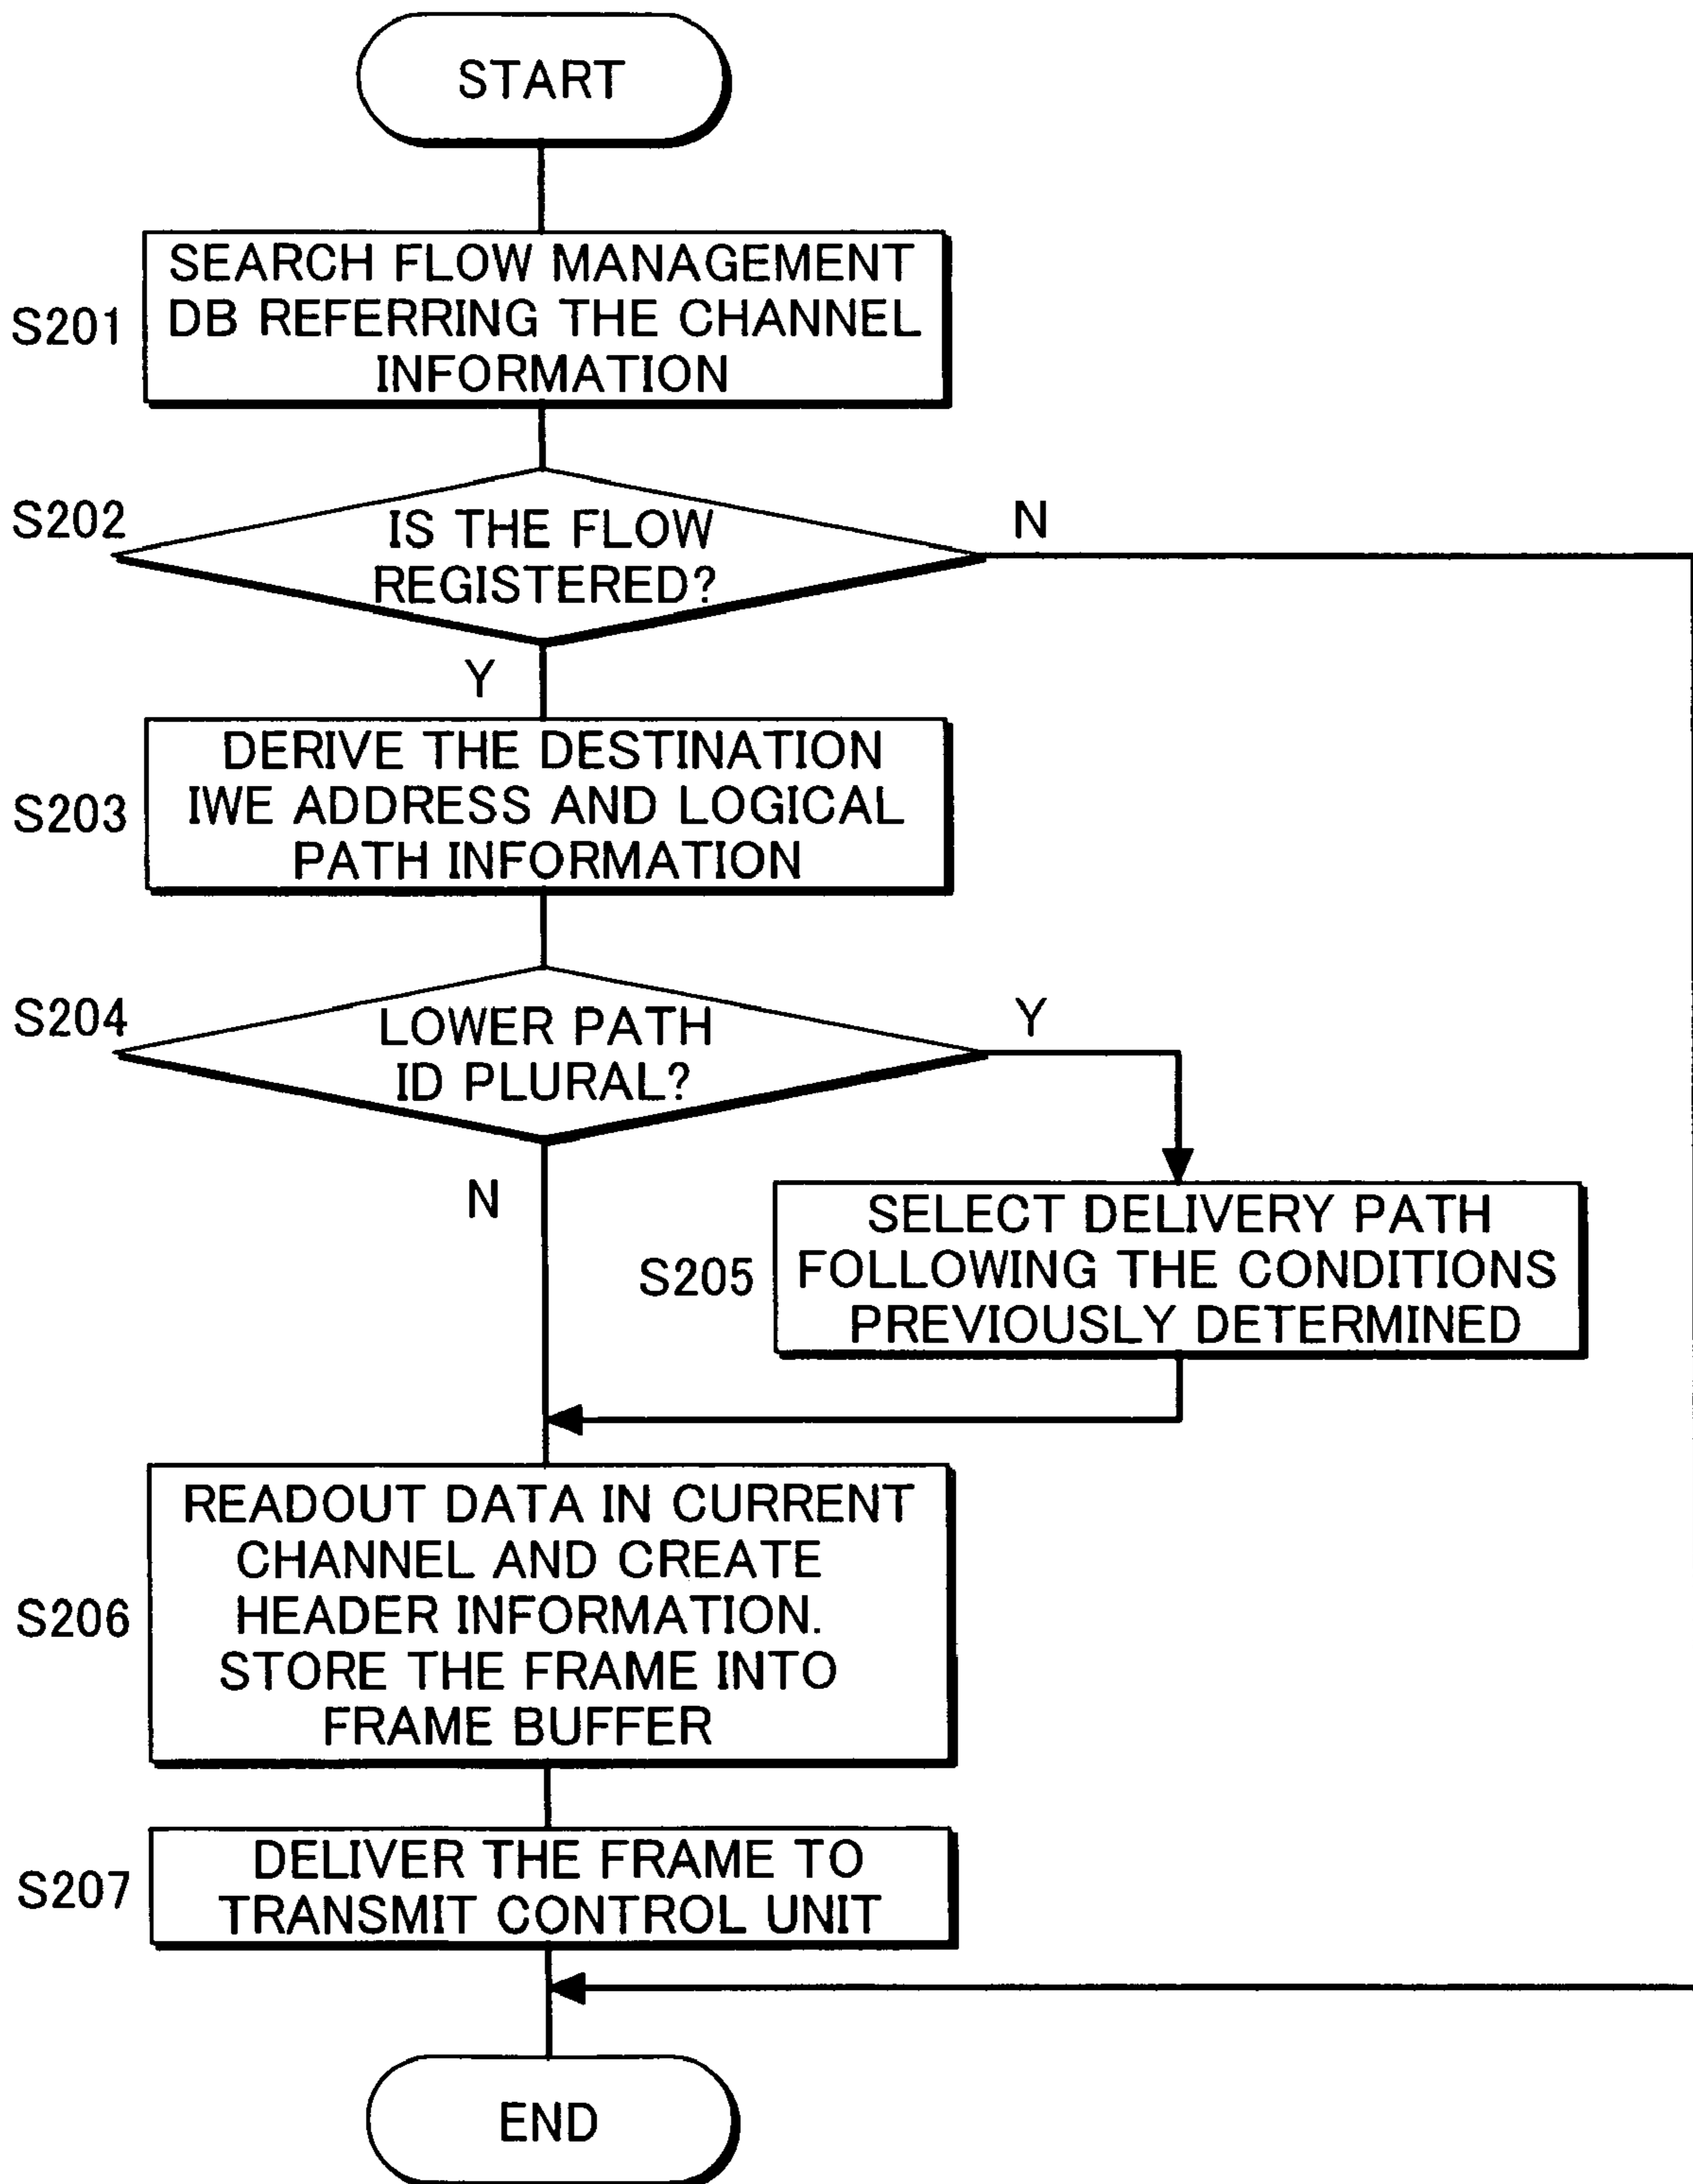 START
S201
SEARCH FLOW MANAGEMENT
DB REFERRING THE CHANNEL
INFORMATION
S202
IS THE FLOW
REGISTERED?
N
Y
S203
DERIVE THE DESTINATION
IWE ADDRESS AND LOGICAL
PATH INFORMATION
S204
LOWER PATH
ID PLURAL?
Y
N
S205
SELECT DELIVERY PATH
FOLLOWING THE CONDITIONS
PREVIOUSLY DETERMINED
S206
READOUT DATA IN CURRENT
CHANNEL AND CREATE
HEADER INFORMATION.
STORE THE FRAME INTO
FRAME BUFFER
S207
DELIVER THE FRAME TO
TRANSMIT CONTROL UNIT
END